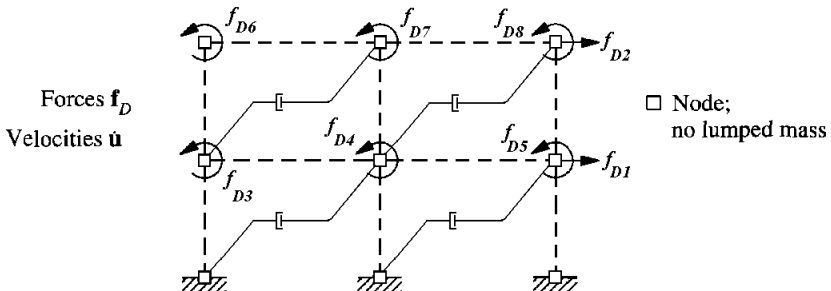 f_D6 f_D7 f_D8
f_D2
Forces f_D
Velocities u̇
□ Node;
no lumped mass
f_D4 f_D5
f_D3 f_D1